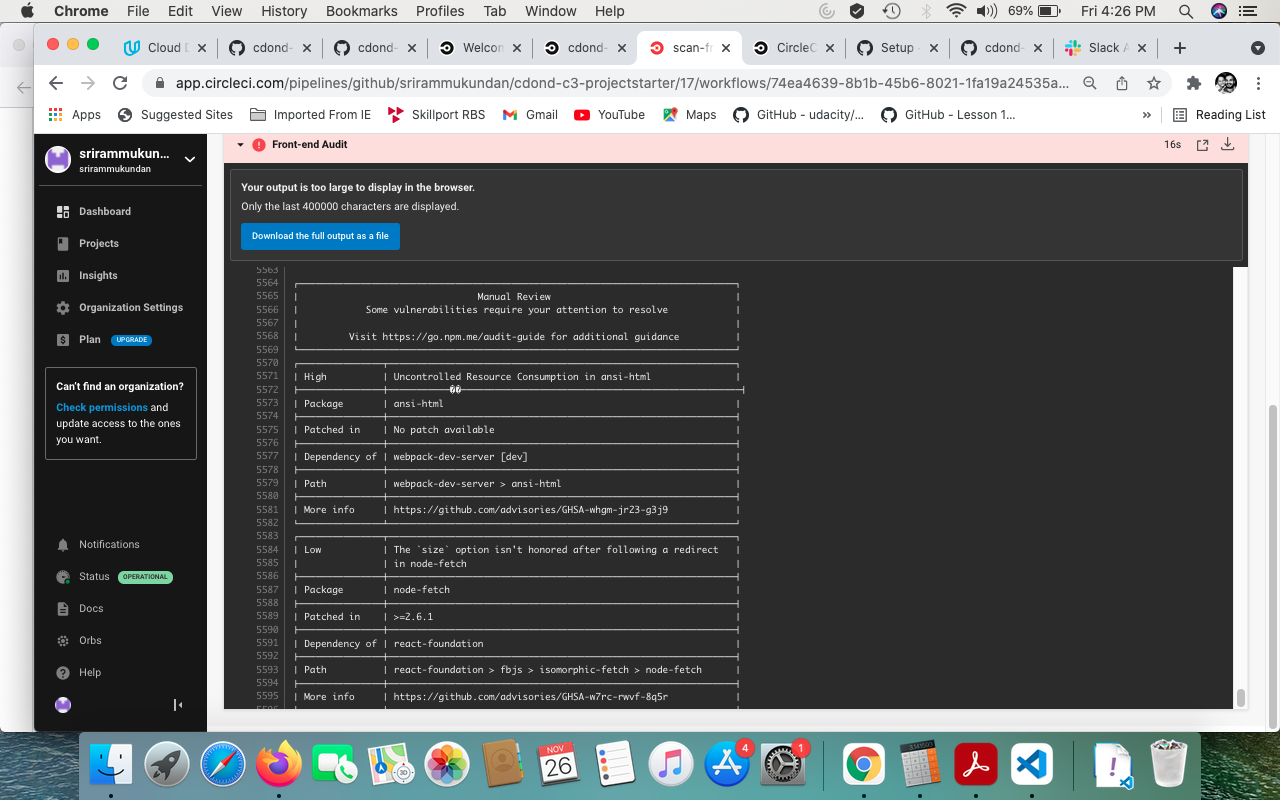 Chrome File Edit View History Bookmarks Profiles Tab Window Help 69% Fri 4:26 PM
Cloud D cdond- cdond- Welcon cdond- scan-fr CircleC Setup cdond- Slack A
app.circleci.com/pipelines/github/srirammukundan/cdond-c3-projectstarter/17/workflows/74ea4639-8b1b-45b6-8021-1fa19a24535a...
Apps Suggested Sites Imported From IE Skillport RBS Gmail YouTube Maps GitHub - udacity/... GitHub - Lesson 1... » Reading List
srirammukun...
srirammukundan
Dashboard
Projects
Insights
Organization Settings
Plan UPGRADE
Can't find an organization?
Check permissions and
update access to the ones
you want.
Notifications
Status OPERATIONAL
Docs
Orbs
Help
Front-end Audit 16s
Your output is too large to display in the browser.
Only the last 400000 characters are displayed.
Download the full output as a file
5563
5564
5565 Manual Review
5566 Some vulnerabilities require your attention to resolve
5567
5568 Visit https://go.npm.me/audit-guide for additional guidance
5569
5570
5571 High Uncontrolled Resource Consumption in ansi-html
5572 ��
5573 Package ansi-html
5574
5575 Patched in No patch available
5576
5577 Dependency of webpack-dev-server [dev]
5578
5579 Path webpack-dev-server > ansi-html
5580
5581 More info https://github.com/advisories/GHSA-whgm-jr23-g3j9
5582
5583
5584 Low The `size` option isn't honored after following a redirect
5585 in node-fetch
5586
5587 Package node-fetch
5588
5589 Patched in >=2.6.1
5590
5591 Dependency of react-foundation
5592
5593 Path react-foundation > fbjs > isomorphic-fetch > node-fetch
5594
5595 More info https://github.com/advisories/GHSA-w7rc-rwvf-8q5r
5596
NOV
26
3D
4
1